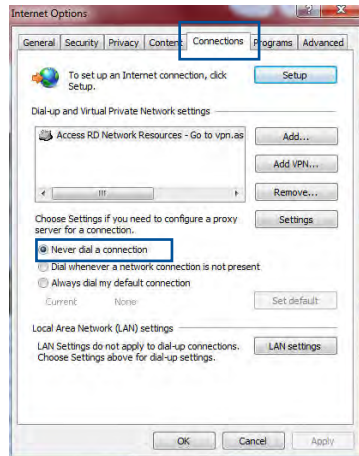 Internet Options
General Security Privacy Content Connections Programs Advanced
To set up an Internet connection, click
Setup.
Setup
Dial-up and Virtual Private Network settings
Access RD Network Resources - Go to vpn.as
Add...
Add VPN...
Remove...
Choose Settings if you need to configure a proxy
server for a connection.
Settings
Never dial a connection
Dial whenever a network connection is not present
Always dial my default connection
Current None
Set default
Local Area Network (LAN) settings
LAN Settings do not apply to dial-up connections.
Choose Settings above for dial-up settings.
LAN settings
OK Cancel Apply